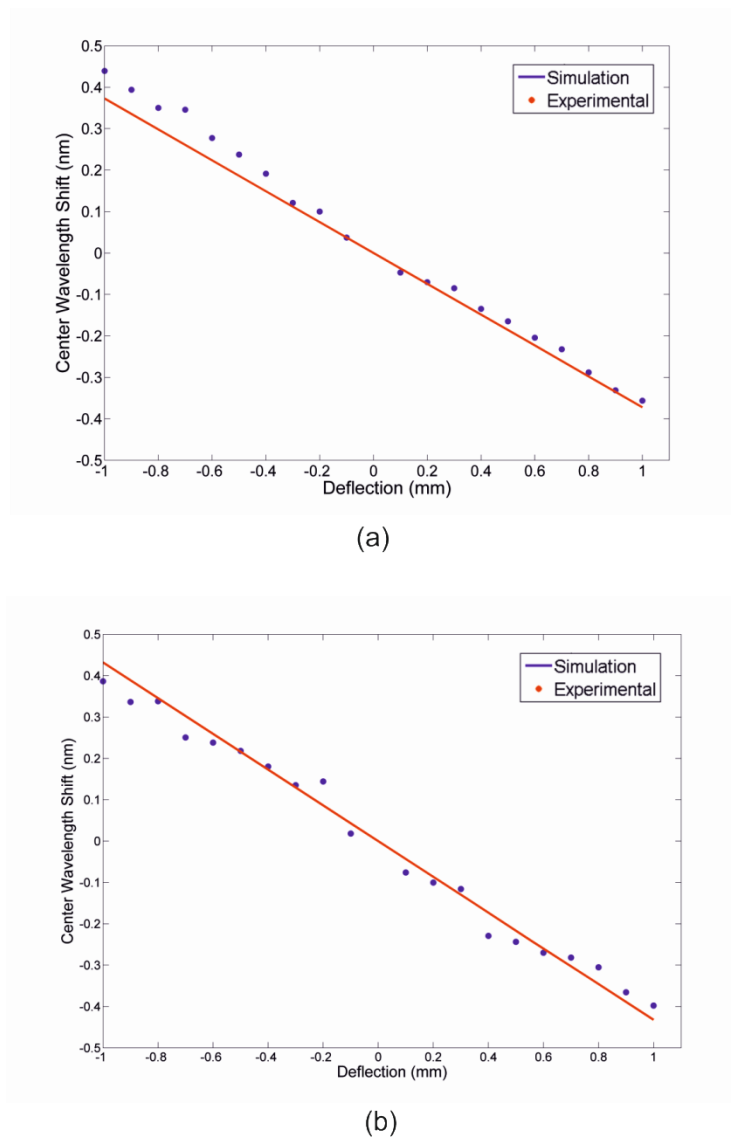 0.5
0.4
0.3
0.2
0.1
0
-0.1
-0.2
-0.3
-0.4
-0.5
Center Wavelength Shift (nm)
Simulation
Experimental
-1 -0.8 -0.6 -0.4 -0.2 0 0.2 0.4 0.6 0.8 1
Deflection (mm)
(a)
0.5
0.4
0.3
0.2
0.1
0
-0.1
-0.2
-0.3
-0.4
-0.5
Center Wavelength Shift (nm)
Simulation
Experimental
-1 -0.8 -0.6 -0.4 -0.2 0 0.2 0.4 0.6 0.8 1
Deflection (mm)
(b)